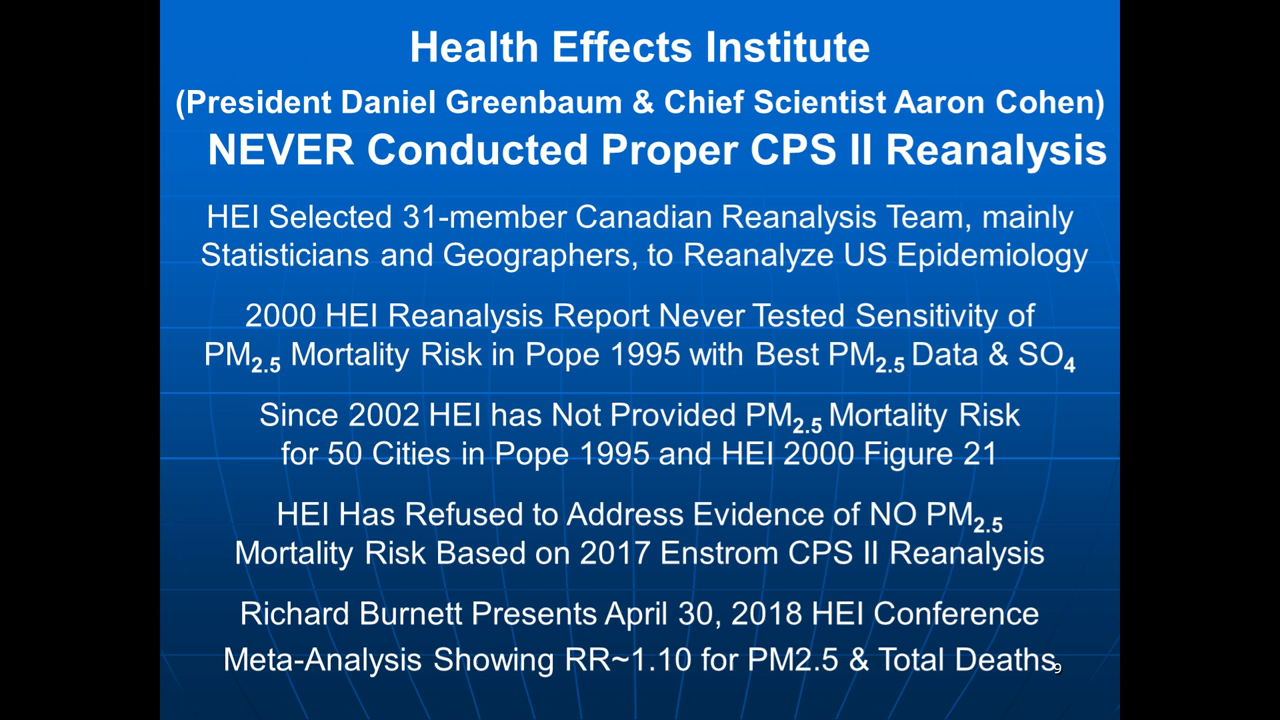 Health Effects Institute
(President Daniel Greenbaum & Chief Scientist Aaron Cohen)
NEVER Conducted Proper CPS II Reanalysis
HEI Selected 31-member Canadian Reanalysis Team, mainly
Statisticians and Geographers, to Reanalyze US Epidemiology
2000 HEI Reanalysis Report Never Tested Sensitivity of
PM2.5 Mortality Risk in Pope 1995 with Best PM2.5 Data & SO4
Since 2002 HEI has Not Provided PM2.5 Mortality Risk
for 50 Cities in Pope 1995 and HEI 2000 Figure 21
HEI Has Refused to Address Evidence of NO PM2.5
Mortality Risk Based on 2017 Enstrom CPS II Reanalysis
Richard Burnett Presents April 30, 2018 HEI Conference
Meta-Analysis Showing RR~1.10 for PM2.5 & Total Deaths
9